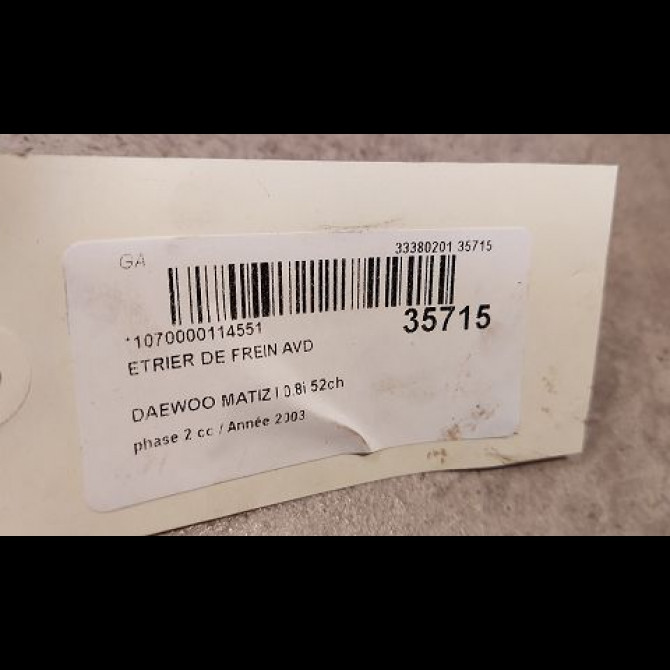 GA
33380201 35715
*1070000114551
35715
ETRIER DE FREIN AVD
DAEWOO MATIZ I 0.8i 52ch
phase 2 cc / Année 2003